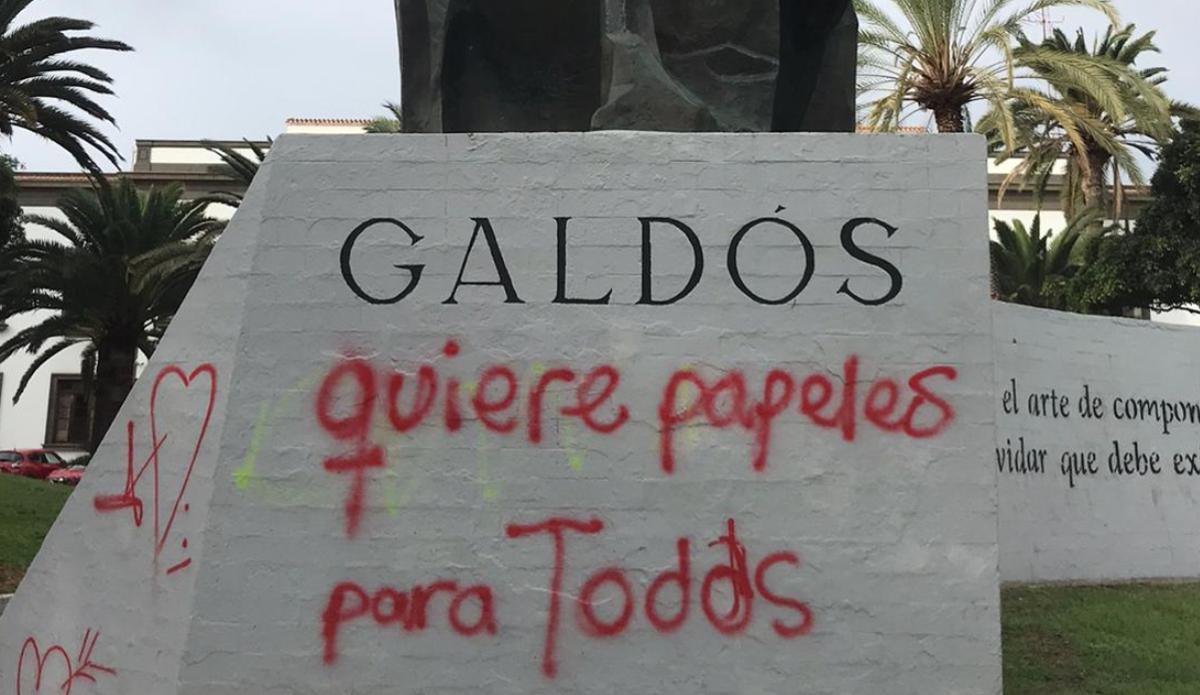 GALDÓS
quiere papeles
para Todos
el arte de compon
vidar que debe ex